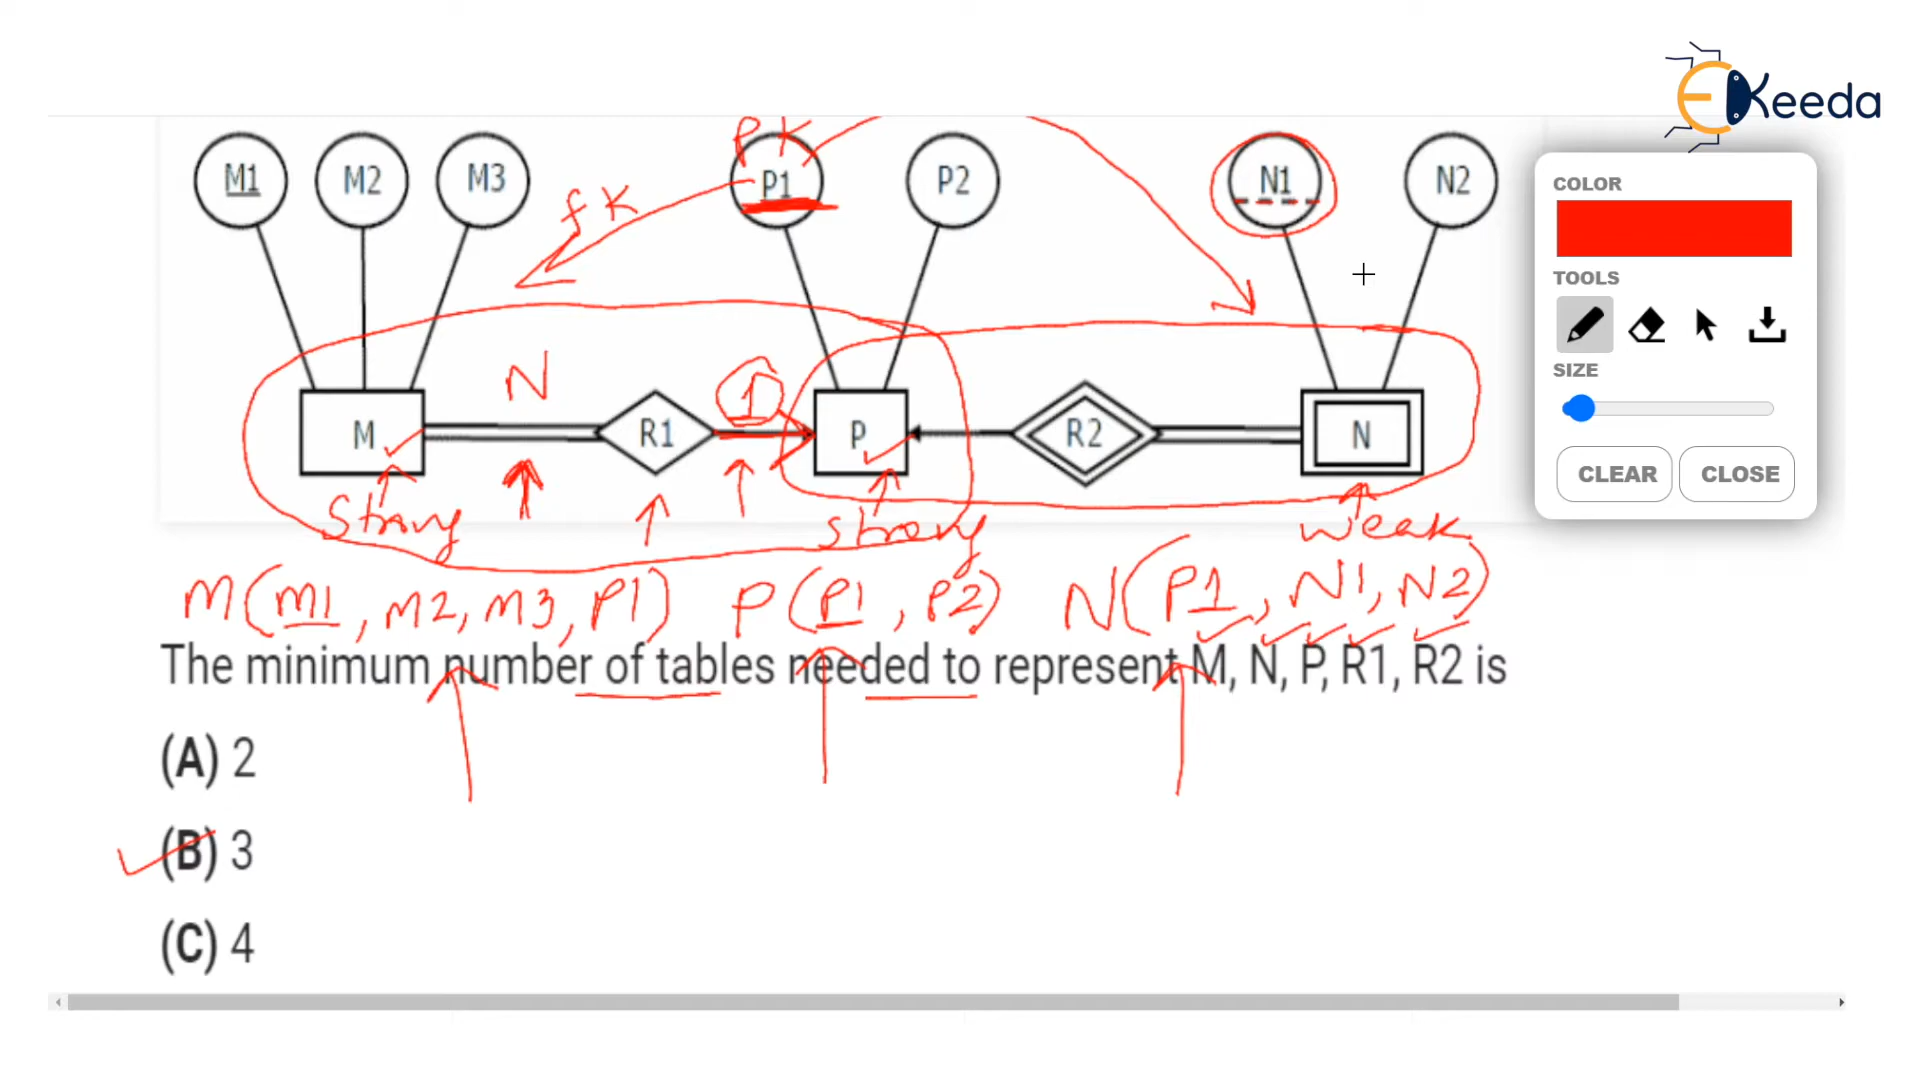 EKeeda
COLOR
TOOLS
SIZE
CLEAR CLOSE
PK
M1 M2 M3 P1 P2 N1 N2
fK
N 1
M R1 P R2 N
Strong strong weak
M(M1, M2, M3, P1) P(P1, P2) N(P1, N1, N2)
The minimum number of tables needed to represent M, N, P, R1, R2 is
(A) 2
(B) 3
(C) 4